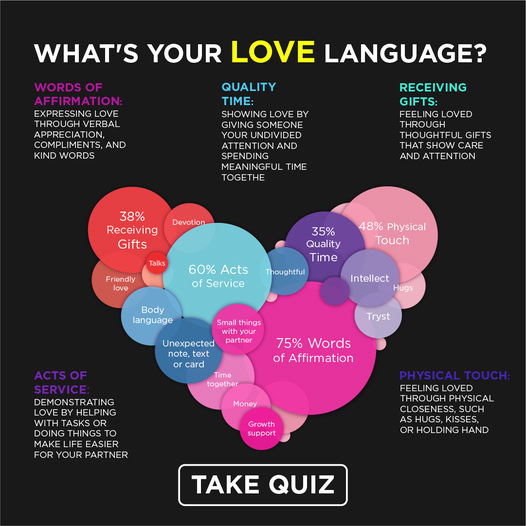 WHAT'S YOUR LOVE LANGUAGE?
WORDS OF
AFFIRMATION:
EXPRESSING LOVE
THROUGH VERBAL
APPRECIATION,
COMPLIMENTS, AND
KIND WORDS
QUALITY
TIME:
SHOWING LOVE BY
GIVING SOMEONE
YOUR UNDIVIDED
ATTENTION AND
SPENDING
MEANINGFUL TIME
TOGETHE
RECEIVING
GIFTS:
FEELING LOVED
THROUGH
THOUGHTFUL GIFTS
THAT SHOW CARE
AND ATTENTION
38%
Receiving
Gifts
Devotion
Talks
Friendly
love
60% Acts
of Service
Thoughtful
35%
Quality
Time
48% Physical
Touch
Intellect
Hugs
Tryst
Body
language
Unexpected
note, text
or card
Small things
with your
partner
75% Words
of Affirmation
Time
together
Money
Growth
support
ACTS OF
SERVICE:
DEMONSTRATING
LOVE BY HELPING
WITH TASKS OR
DOING THINGS TO
MAKE LIFE EASIER
FOR YOUR PARTNER
PHYSICAL TOUCH:
FEELING LOVED
THROUGH PHYSICAL
CLOSENESS, SUCH
AS HUGS, KISSES,
OR HOLDING HAND
TAKE QUIZ